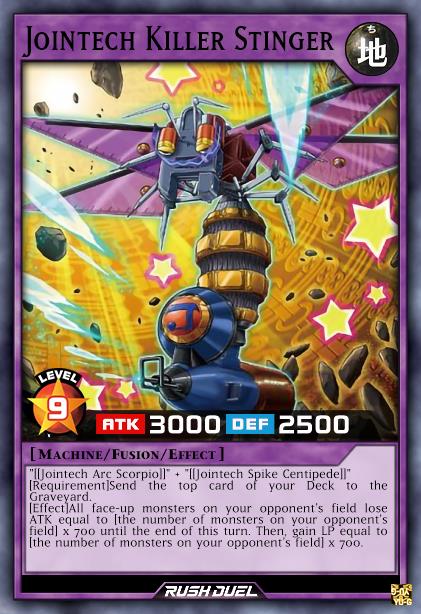 Jointech Killer Stinger
ち
地
J
LEVEL
9
ATK 3000 DEF 2500
[ Machine/Fusion/Effect ]
"[[Jointech Arc Scorpio]]" + "[[Jointech Spike Centipede]]"
[Requirement]Send the top card of your Deck to the
Graveyard.
[Effect]All face-up monsters on your opponent's field lose
ATK equal to [the number of monsters on your opponent's
field] x 700 until the end of this turn. Then, gain LP equal to
[the number of monsters on your opponent's field] x 700.
RUSH DUEL